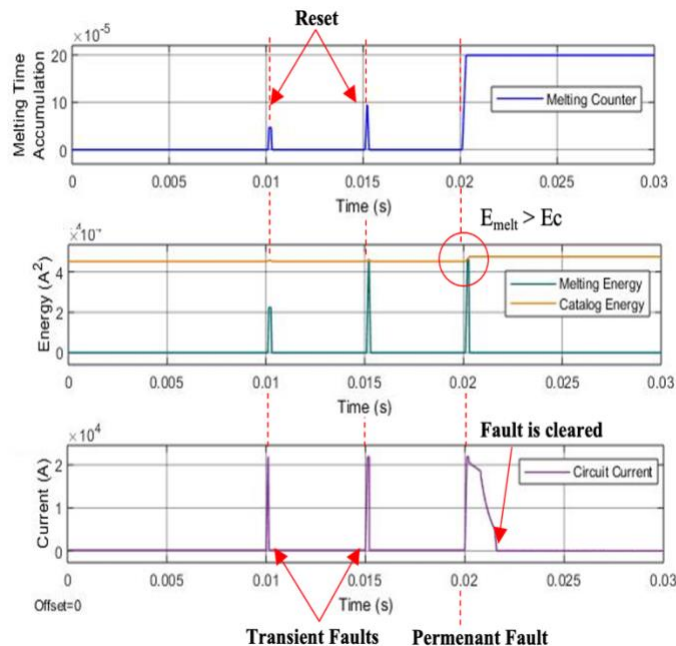 Reset
×10⁻⁵
20
10
0
Melting Time
Accumulation
Melting Counter
0 0.005 0.01 0.015 0.02 0.025 0.03
Time (s)
Emelt > Ec
4
2
0
Energy (A²)
Melting Energy
Catalog Energy
0 0.005 0.01 0.015 0.02 0.025 0.03
Time (s)
Fault is cleared
×10⁴
2
1
0
Current (A)
Circuit Current
0 0.005 0.01 0.015 0.02 0.025 0.03
Offset=0
Time (s)
Transient Faults
Permenant Fault